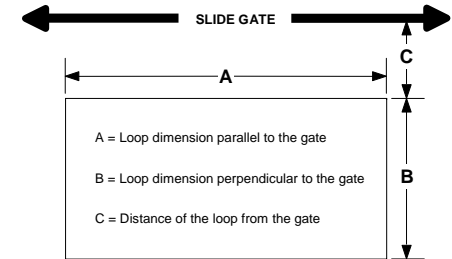 SLIDE GATE
C
A
A = Loop dimension parallel to the gate
B = Loop dimension perpendicular to the gate
B
C = Distance of the loop from the gate